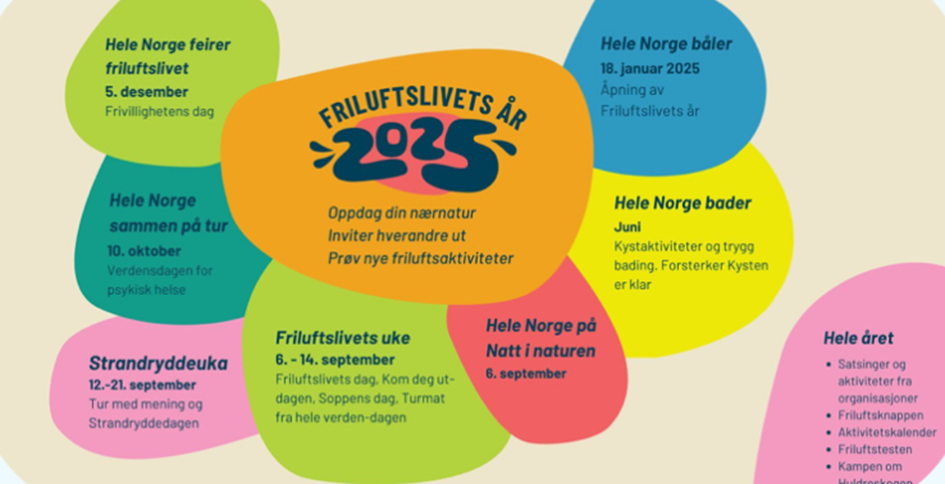 FRILUFTSLIVETS ÅR
2025
Oppdag din nærnatur
Inviter hverandre ut
Prøv nye friluftsaktiviteter
Hele Norge båler
18. januar 2025
Åpning av
Friluftslivets år
Hele Norge bader
Juni
Kystaktiviteter og trygg
bading, Forsterker Kysten
er klar
Hele Norge på
Natt i naturen
6. september
Friluftslivets uke
6. - 14. september
Friluftslivets dag, Kom deg ut-
dagen, Soppens dag, Turmat
fra hele verden-dagen
Strandryddeuka
12.-21. september
Tur med mening og
Strandryddedagen
Hele Norge
sammen på tur
10. oktober
Verdensdagen for
psykisk helse
Hele Norge feirer
friluftslivet
5. desember
Frivillighetens dag
Hele året
• Satsinger og
aktiviteter fra
organisasjoner
• Friluftsknappen
• Aktivitetskalender
• Friluftstesten
• Kampen om
Huldreskogen